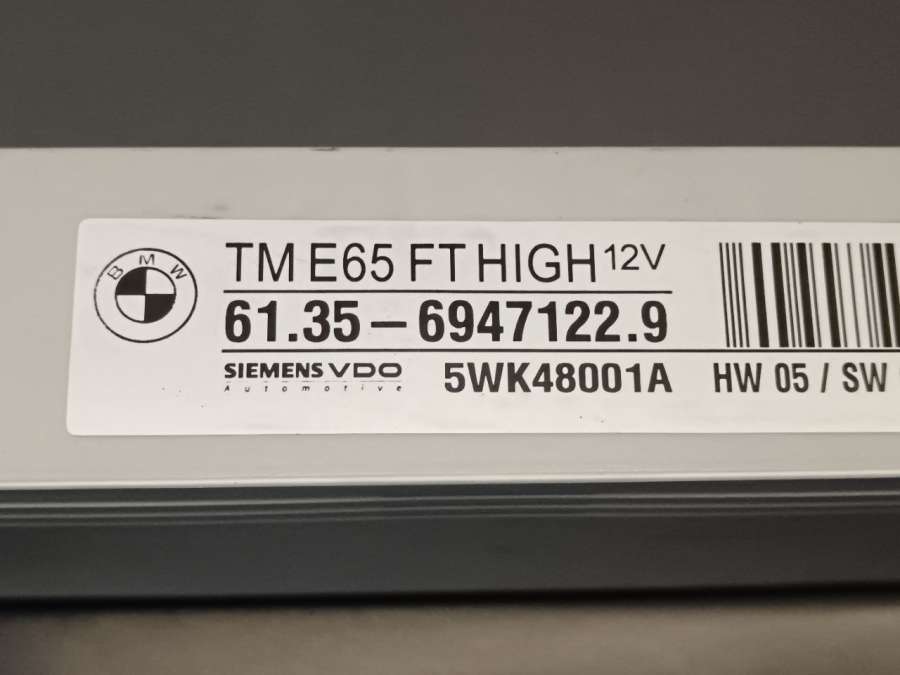 BMW
TM E65 FT HIGH 12V
61.35 – 6947122.9
SIEMENS VDO
Automotive
5WK48001A
HW 05 / SW